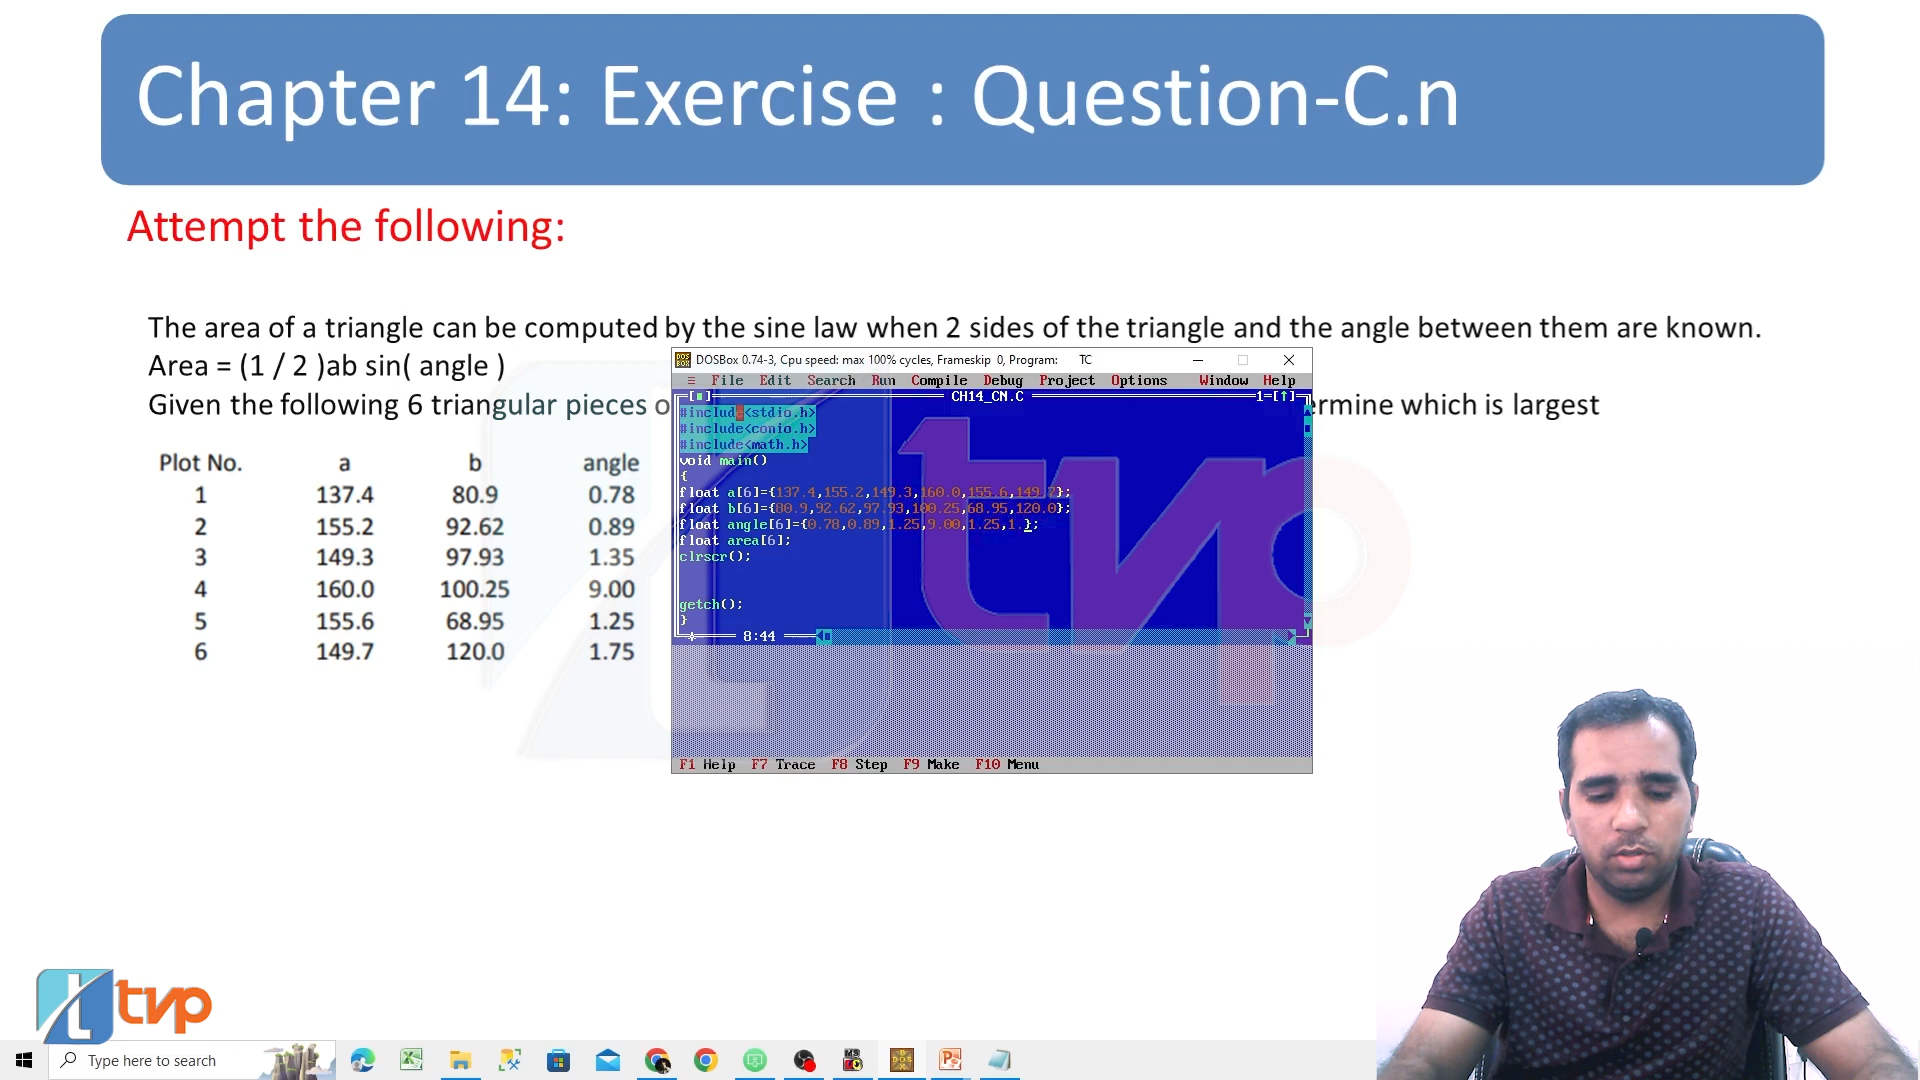 Chapter 14: Exercise : Question-C.n
Attempt the following:
The area of a triangle can be computed by the sine law when 2 sides of the triangle and the angle between them are known.
Area = (1 / 2 )ab sin( angle )
Given the following 6 triangular pieces o
ermine which is largest
Plot No. a b angle
1 137.4 80.9 0.78
2 155.2 92.62 0.89
3 149.3 97.93 1.35
4 160.0 100.25 9.00
5 155.6 68.95 1.25
6 149.7 120.0 1.75
DOSBox 0.74-3, Cpu speed: max 100% cycles, Frameskip 0, Program: TC
≡ File Edit Search Run Compile Debug Project Options Window Help
CH14_CN.C 1=[↑]
#include<stdio.h>
#include<conio.h>
#include<math.h>
void main()
{
float a[6]={137.4,155.2,149.3,160.0,155.6,149.7};
float b[6]={80.9,92.62,97.93,100.25,68.95,120.0};
float angle[6]={0.78,0.89,1.25,9.00,1.25,1.};
float area[6];
clrscr();
getch();
}
8:44
F1 Help F7 Trace F8 Step F9 Make F10 Menu
tvp
tvp
Type here to search